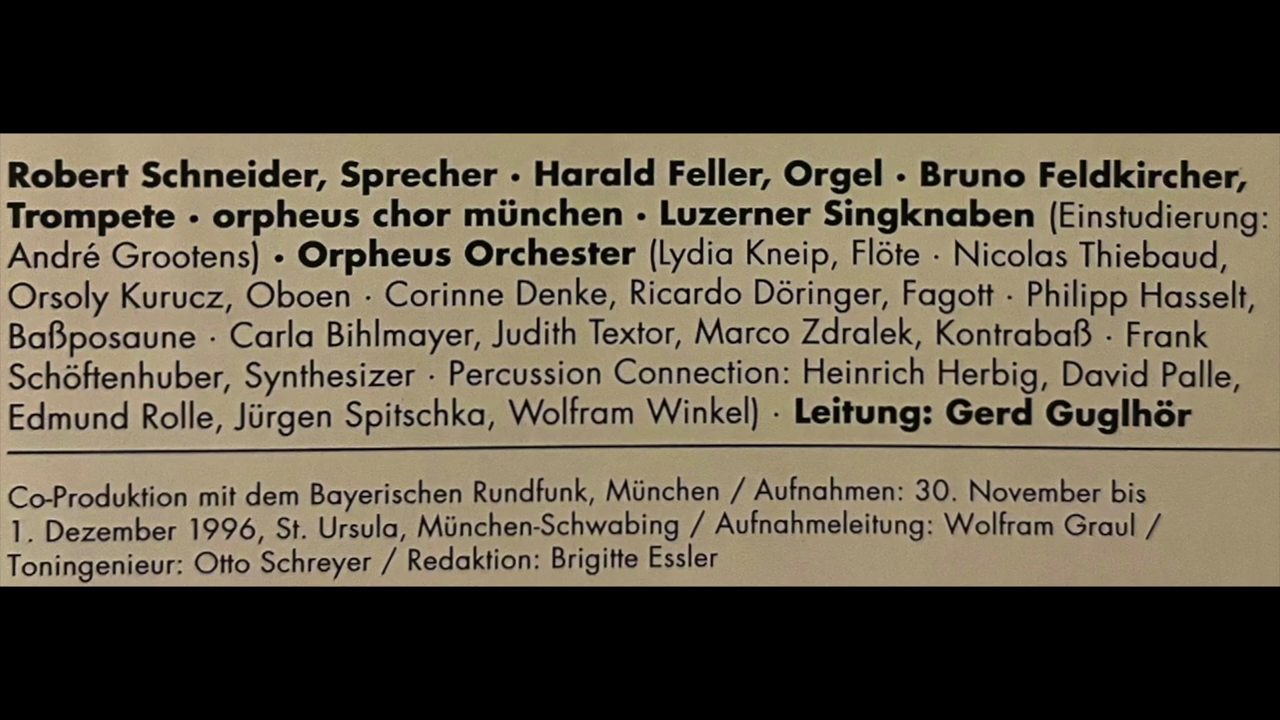 Robert Schneider, Sprecher · Harald Feller, Orgel · Bruno Feldkircher,
Trompete · orpheus chor münchen · Luzerner Singknaben (Einstudierung:
André Grootens) · Orpheus Orchester (Lydia Kneip, Flöte · Nicolas Thiebaud,
Orsoly Kurucz, Oboen · Corinne Denke, Ricardo Döringer, Fagott · Philipp Hasselt,
Baßposaune · Carla Bihlmayer, Judith Textor, Marco Zdralek, Kontrabaß · Frank
Schöftenhuber, Synthesizer · Percussion Connection: Heinrich Herbig, David Palle,
Edmund Rolle, Jürgen Spitschka, Wolfram Winkel) · Leitung: Gerd Guglhör
Co-Produktion mit dem Bayerischen Rundfunk, München / Aufnahmen: 30. November bis
1. Dezember 1996, St. Ursula, München-Schwabing / Aufnahmeleitung: Wolfram Graul /
Toningenieur: Otto Schreyer / Redaktion: Brigitte Essler